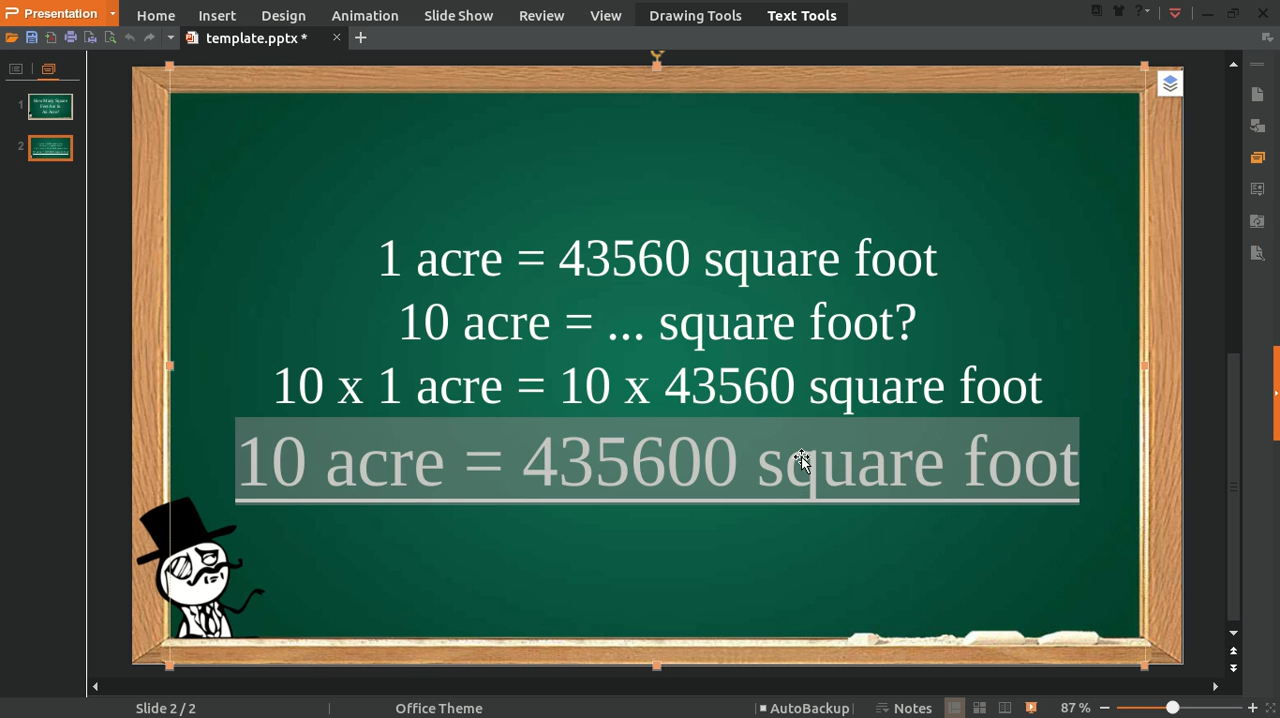 Presentation
Home Insert Design Animation Slide Show Review View Drawing Tools Text Tools
template.pptx *
1
2
1 acre = 43560 square foot
10 acre = ... square foot?
10 x 1 acre = 10 x 43560 square foot
10 acre = 435600 square foot
Slide 2 / 2 Office Theme AutoBackup Notes 87 %